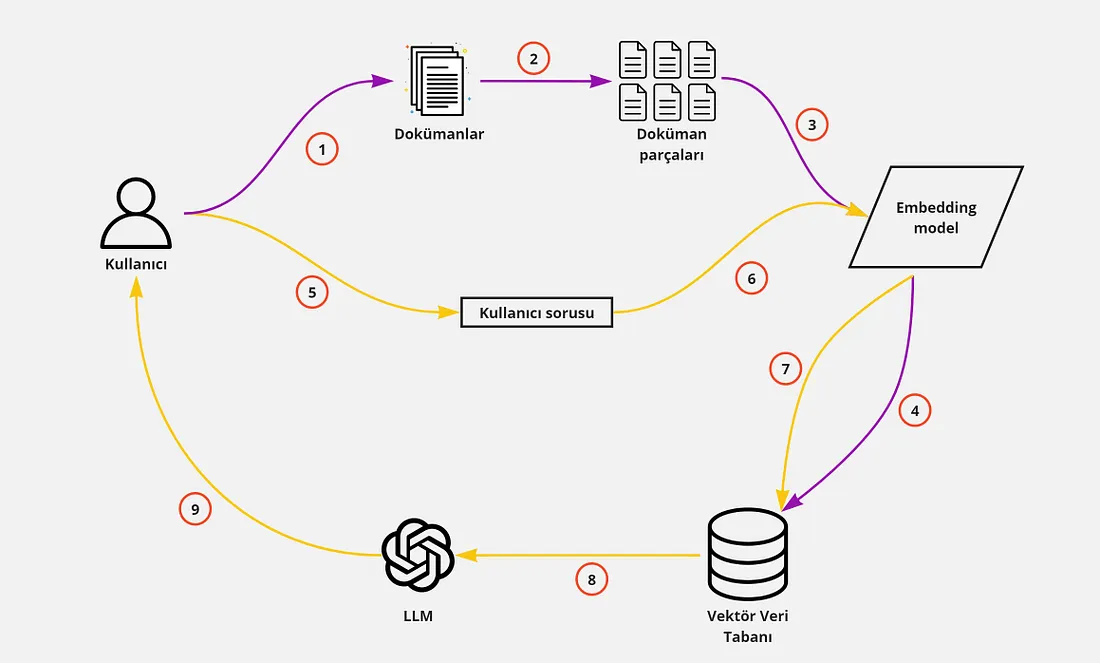 2
1
Dokümanlar
Doküman
parçaları
3
Embedding
model
Kullanıcı
5
6
Kullanıcı sorusu
7
4
9
8
LLM
Vektör Veri
Tabanı